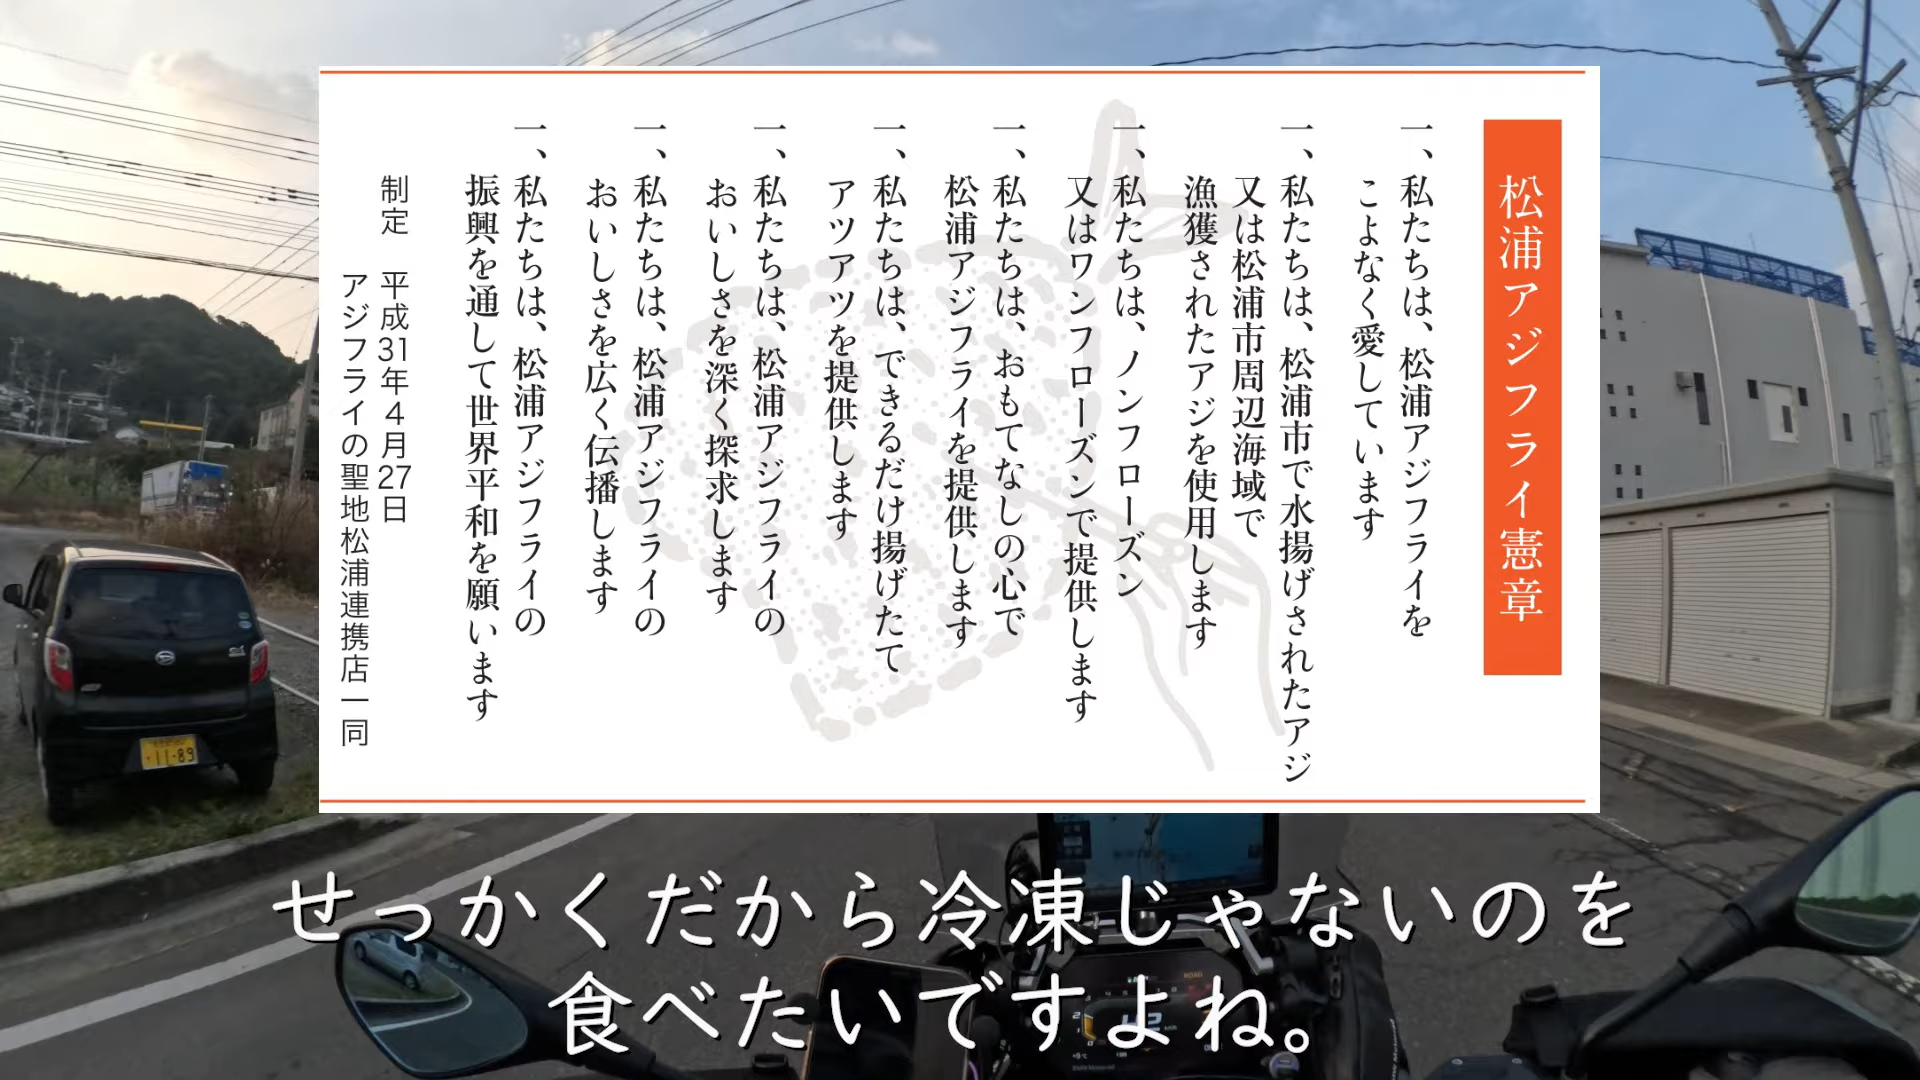 松浦アジフライ憲章
一、私たちは、松浦アジフライを
こよなく愛しています
一、私たちは、松浦市で水揚げされたアジ
又は松浦市周辺海域で
漁獲されたアジを使用します
一、私たちは、ノンフローズン
又はワンフローズンで提供します
一、私たちは、おもてなしの心で
松浦アジフライを提供します
一、私たちは、できるだけ揚げたて
アツアツを提供します
一、私たちは、松浦アジフライの
おいしさを深く探求します
一、私たちは、松浦アジフライの
おいしさを広く伝播します
一、私たちは、松浦アジフライの
振興を通して世界平和を願います
制定 平成31年4月27日
アジフライの聖地松浦連携店一同
・11-89
せっかくだから冷凍じゃないのを
食べたいですよね。
ROAD